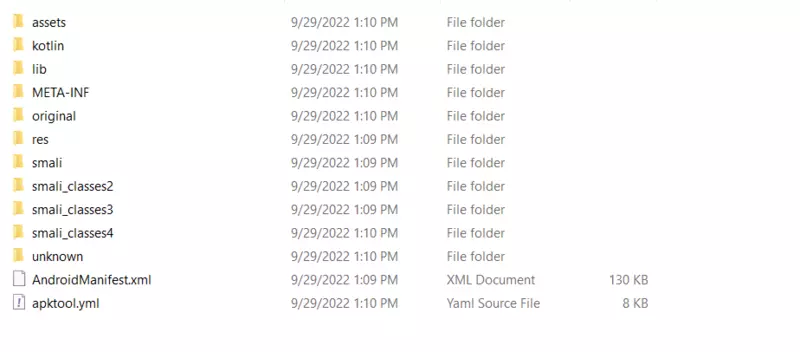 assets 9/29/2022 1:10 PM File folder
kotlin 9/29/2022 1:10 PM File folder
lib 9/29/2022 1:10 PM File folder
META-INF 9/29/2022 1:10 PM File folder
original 9/29/2022 1:10 PM File folder
res 9/29/2022 1:09 PM File folder
smali 9/29/2022 1:09 PM File folder
smali_classes2 9/29/2022 1:09 PM File folder
smali_classes3 9/29/2022 1:09 PM File folder
smali_classes4 9/29/2022 1:09 PM File folder
unknown 9/29/2022 1:10 PM File folder
AndroidManifest.xml 9/29/2022 1:09 PM XML Document 130 KB
apktool.yml 9/29/2022 1:10 PM Yaml Source File 8 KB